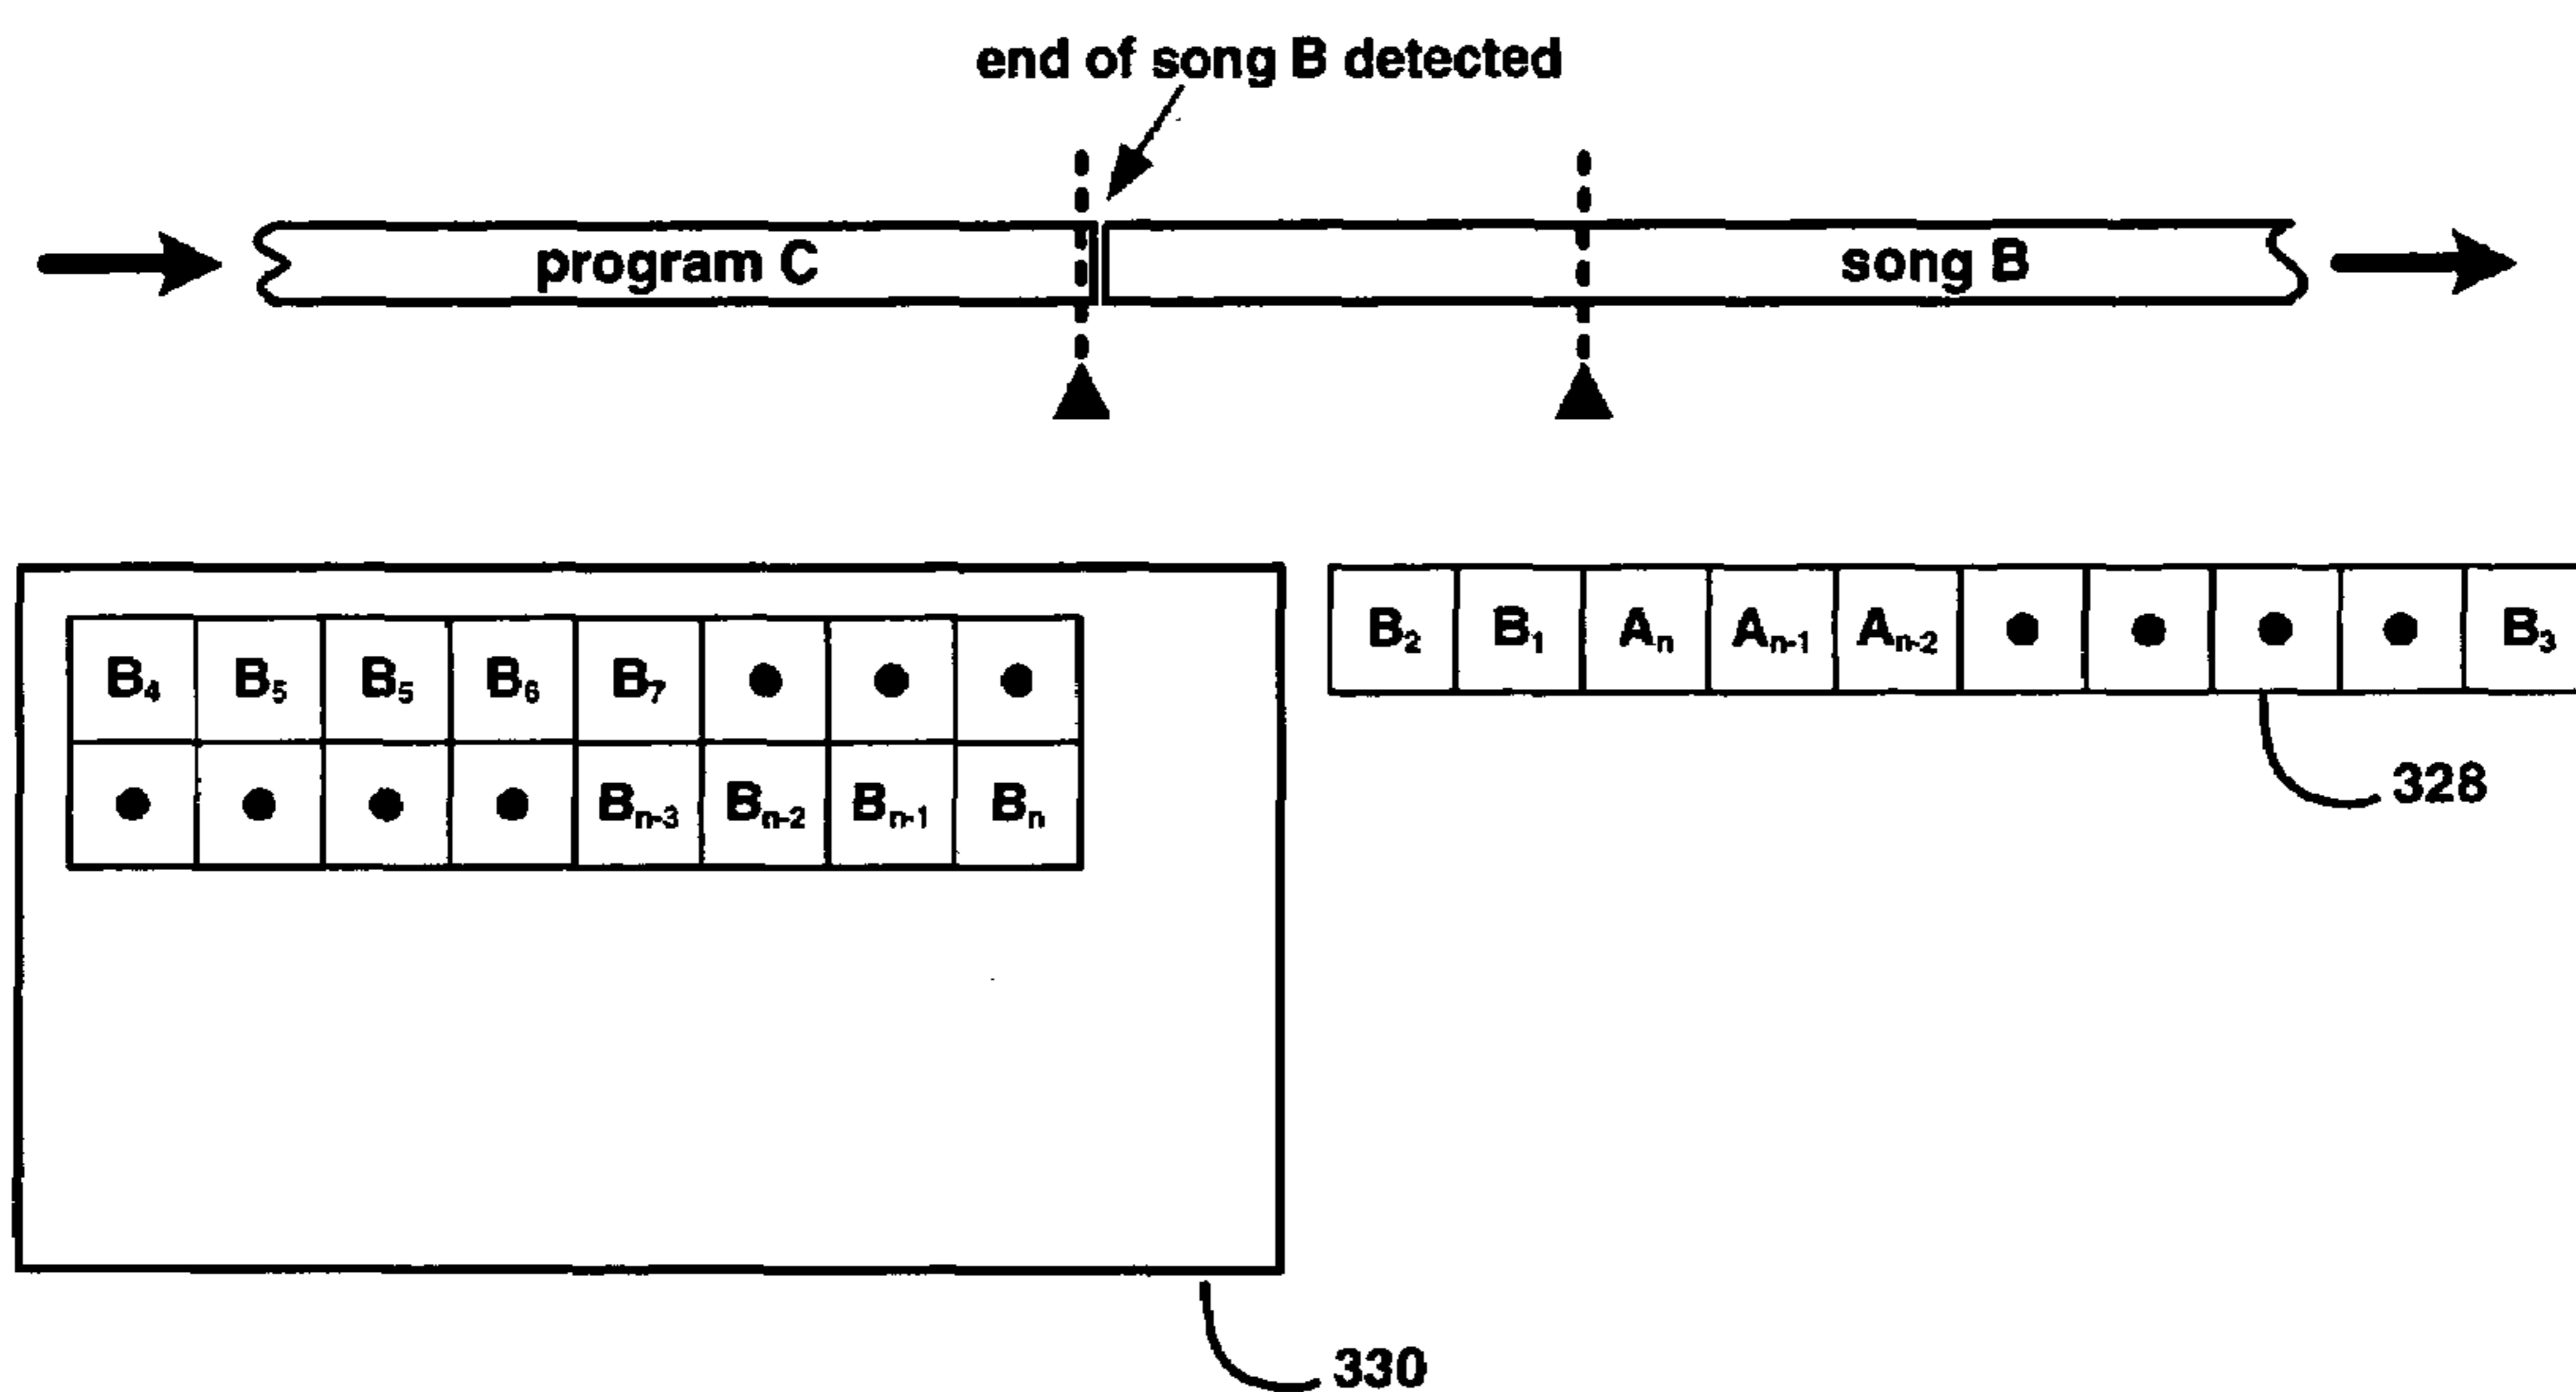 end of song B detected
program C song B
B₄ B₅ B₅ B₆ B₇ ● ● ●
● ● ● ● Bₙ₋₃ Bₙ₋₂ Bₙ₋₁ Bₙ
B₂ B₁ Aₙ Aₙ₋₁ Aₙ₋₂ ● ● ● ● B₃
328
330